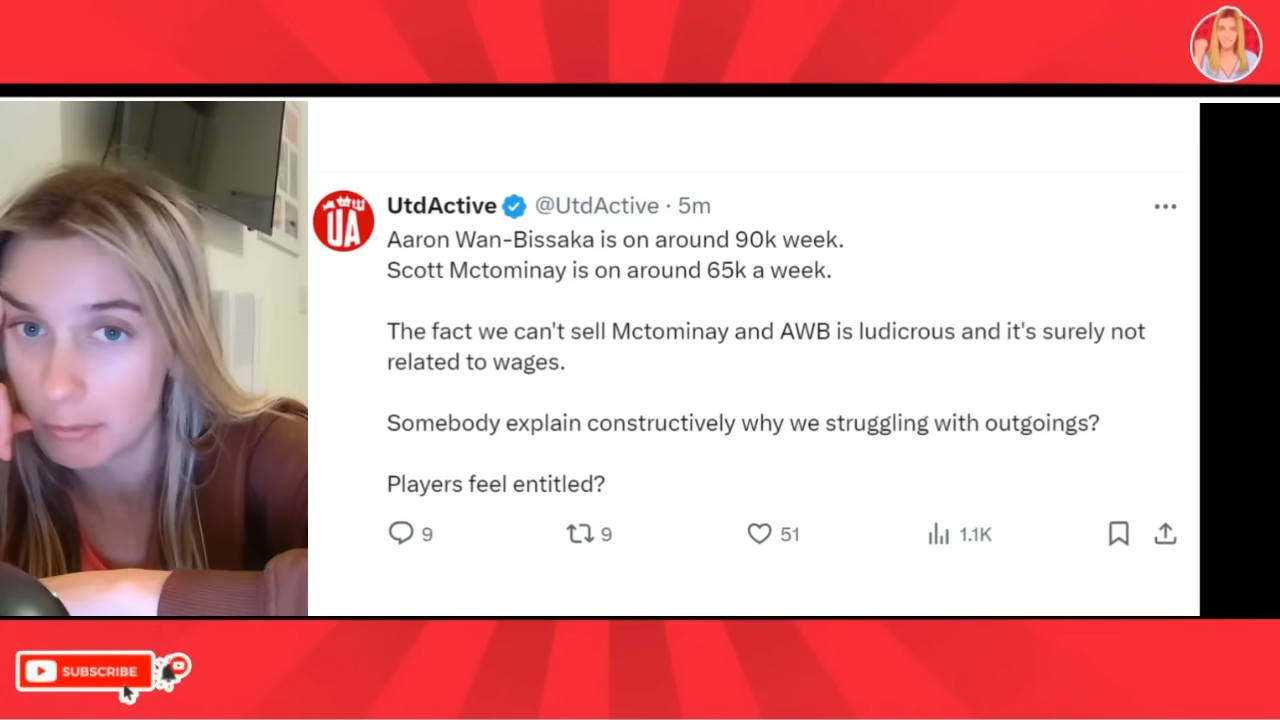 UtdActive @UtdActive · 5m
UA
Aaron Wan-Bissaka is on around 90k week.
Scott Mctominay is on around 65k a week.
The fact we can't sell Mctominay and AWB is ludicrous and it's surely not
related to wages.
Somebody explain constructively why we struggling with outgoings?
Players feel entitled?
9 9 51 1.1K
SUBSCRIBE